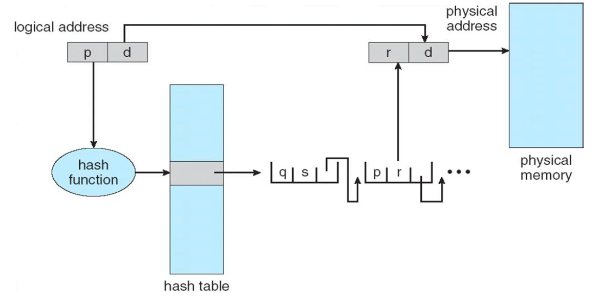 logical address
p d
physical
address
r d
hash
function
q s
p r
•••
physical
memory
hash table